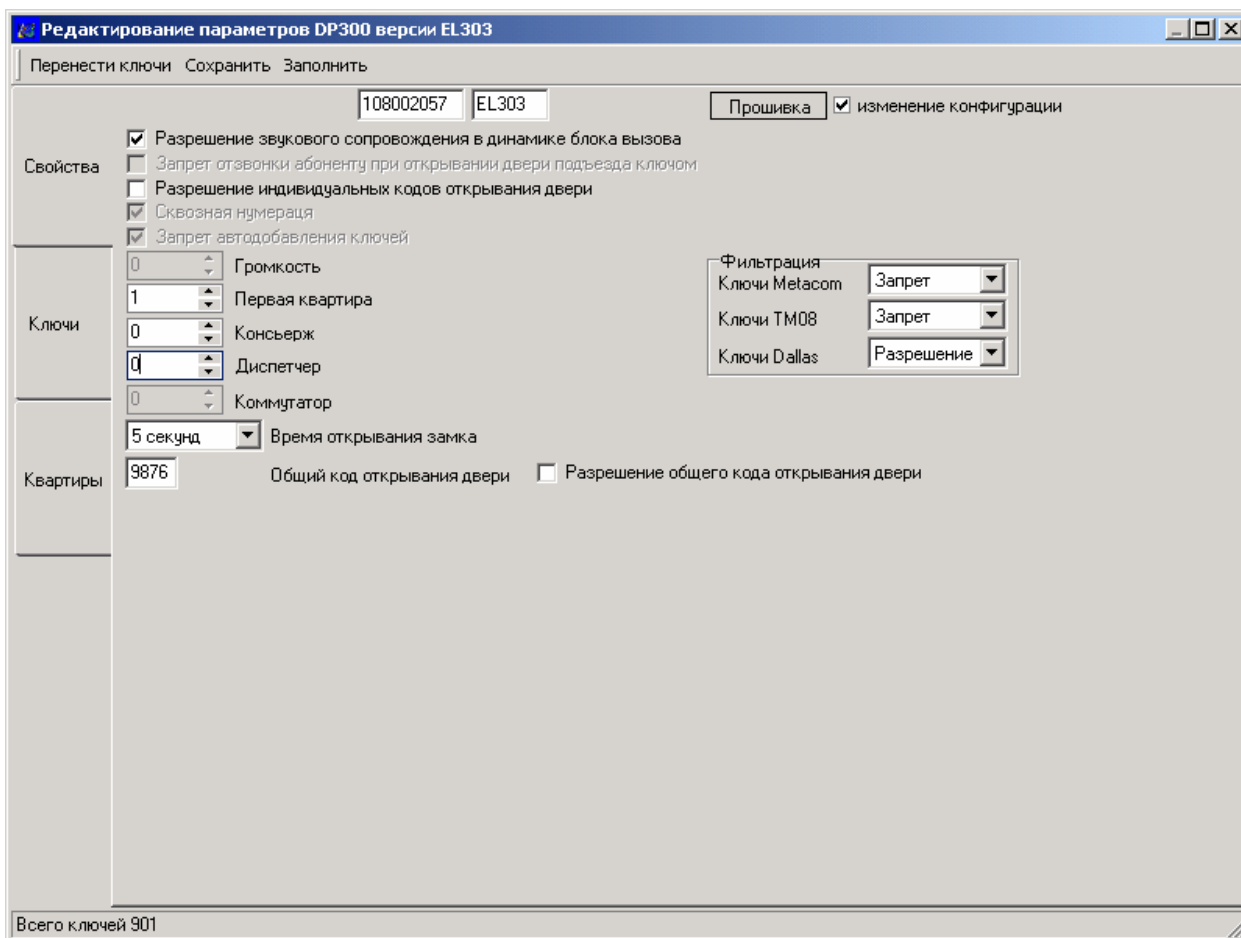 Редактирование параметров DP300 версии EL303
Перенести ключи Сохранить Заполнить
108002057 EL303 Прошивка изменение конфигурации
Разрешение звукового сопровождения в динамике блока вызова
Свойства
Запрет отзвонки абоненту при открывании двери подъезда ключом
Разрешение индивидуальных кодов открывания двери
Сквозная нумераця
Запрет автодобавления ключей
0 Громкость
Фильтрация
Ключи Metacom Запрет
1 Первая квартира
Ключи
Ключи TM08 Запрет
0 Консьерж
Ключи Dallas Разрешение
0 Диспетчер
0 Коммутатор
5 секунд Время открывания замка
Квартиры
9876 Общий код открывания двери Разрешение общего кода открывания двери
Всего ключей 901